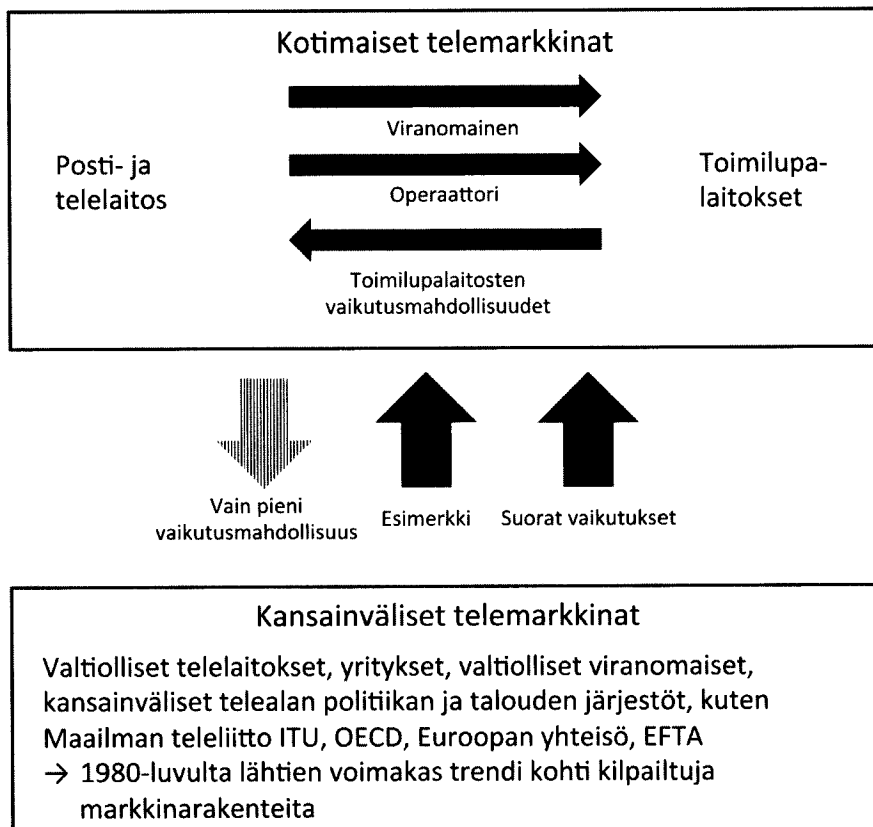 Kotimaiset telemarkkinat
Viranomainen
Posti- ja
telelaitos
Operaattori
Toimilupa-
laitokset
Toimilupalaitosten
vaikutusmahdollisuudet
Vain pieni
vaikutusmahdollisuus
Esimerkki
Suorat vaikutukset
Kansainväliset telemarkkinat
Valtiolliset telelaitokset, yritykset, valtiolliset viranomaiset,
kansainväliset telealan politiikan ja talouden järjestöt, kuten
Maailman teleliitto ITU, OECD, Euroopan yhteisö, EFTA
→ 1980-luvulta lähtien voimakas trendi kohti kilpailtuja
markkinarakenteita